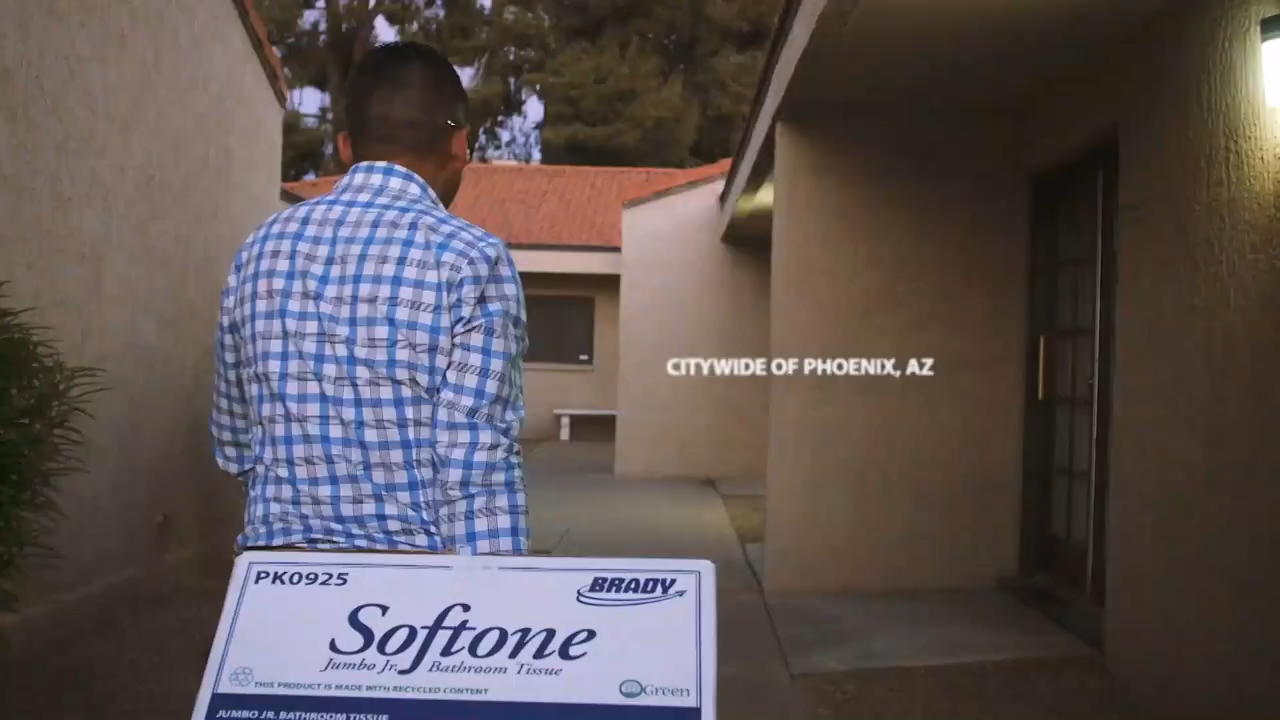 CITYWIDE OF PHOENIX, AZ
PK0925
BRADY
Softone
Jumbo Jr. Bathroom Tissue
THIS PRODUCT IS MADE WITH RECYCLED CONTENT
Green
JUMBO JR. BATHROOM TISSUE